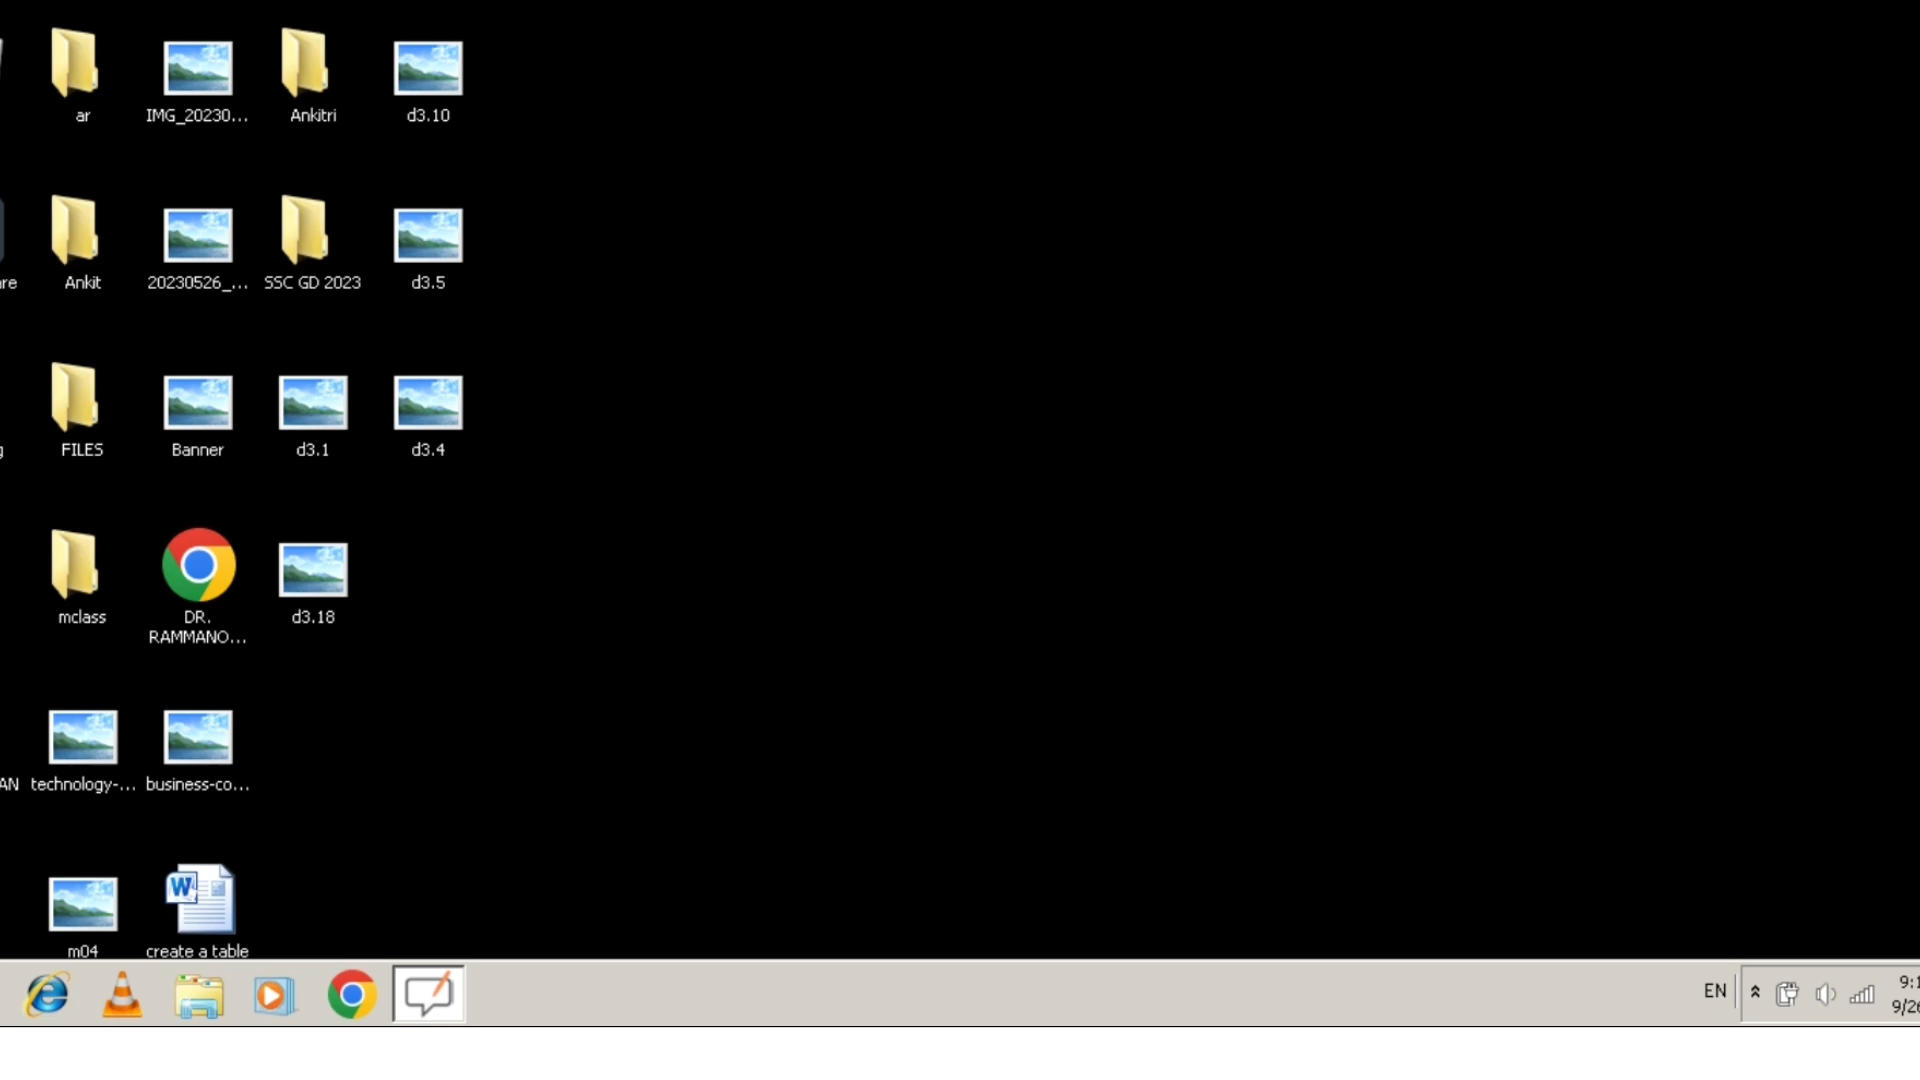 ar
IMG_20230...
Ankitri
d3.10
re
Ankit
20230526_...
SSC GD 2023
d3.5
FILES
Banner
d3.1
d3.4
mclass
DR.
RAMMANO...
d3.18
AN
technology-...
business-co...
m04
create a table
W
EN
9:1
9/26